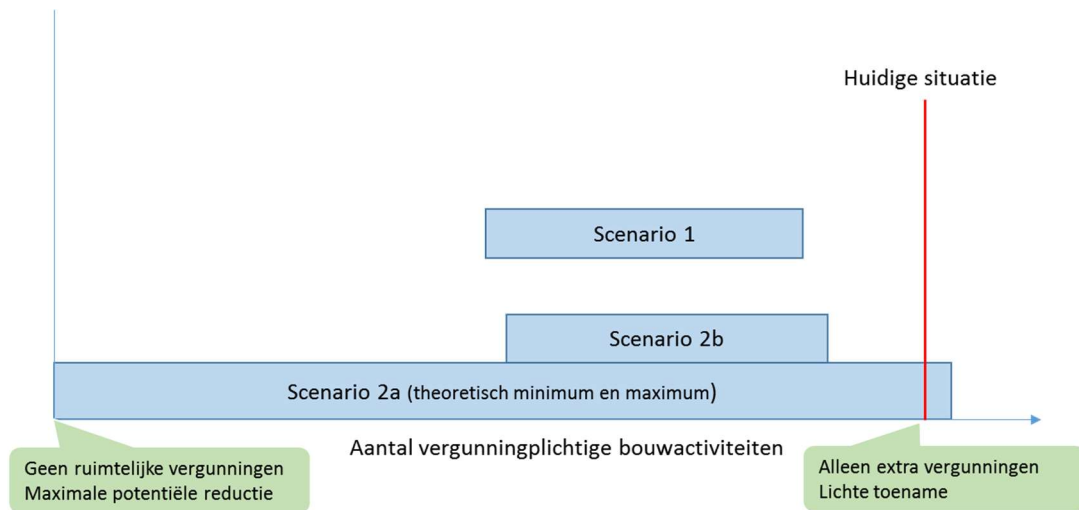 Huidige situatie
Scenario 1
Scenario 2b
Scenario 2a (theoretisch minimum en maximum)
Aantal vergunningplichtige bouwactiviteiten
Geen ruimtelijke vergunningen
Maximale potentiële reductie
Alleen extra vergunningen
Lichte toename